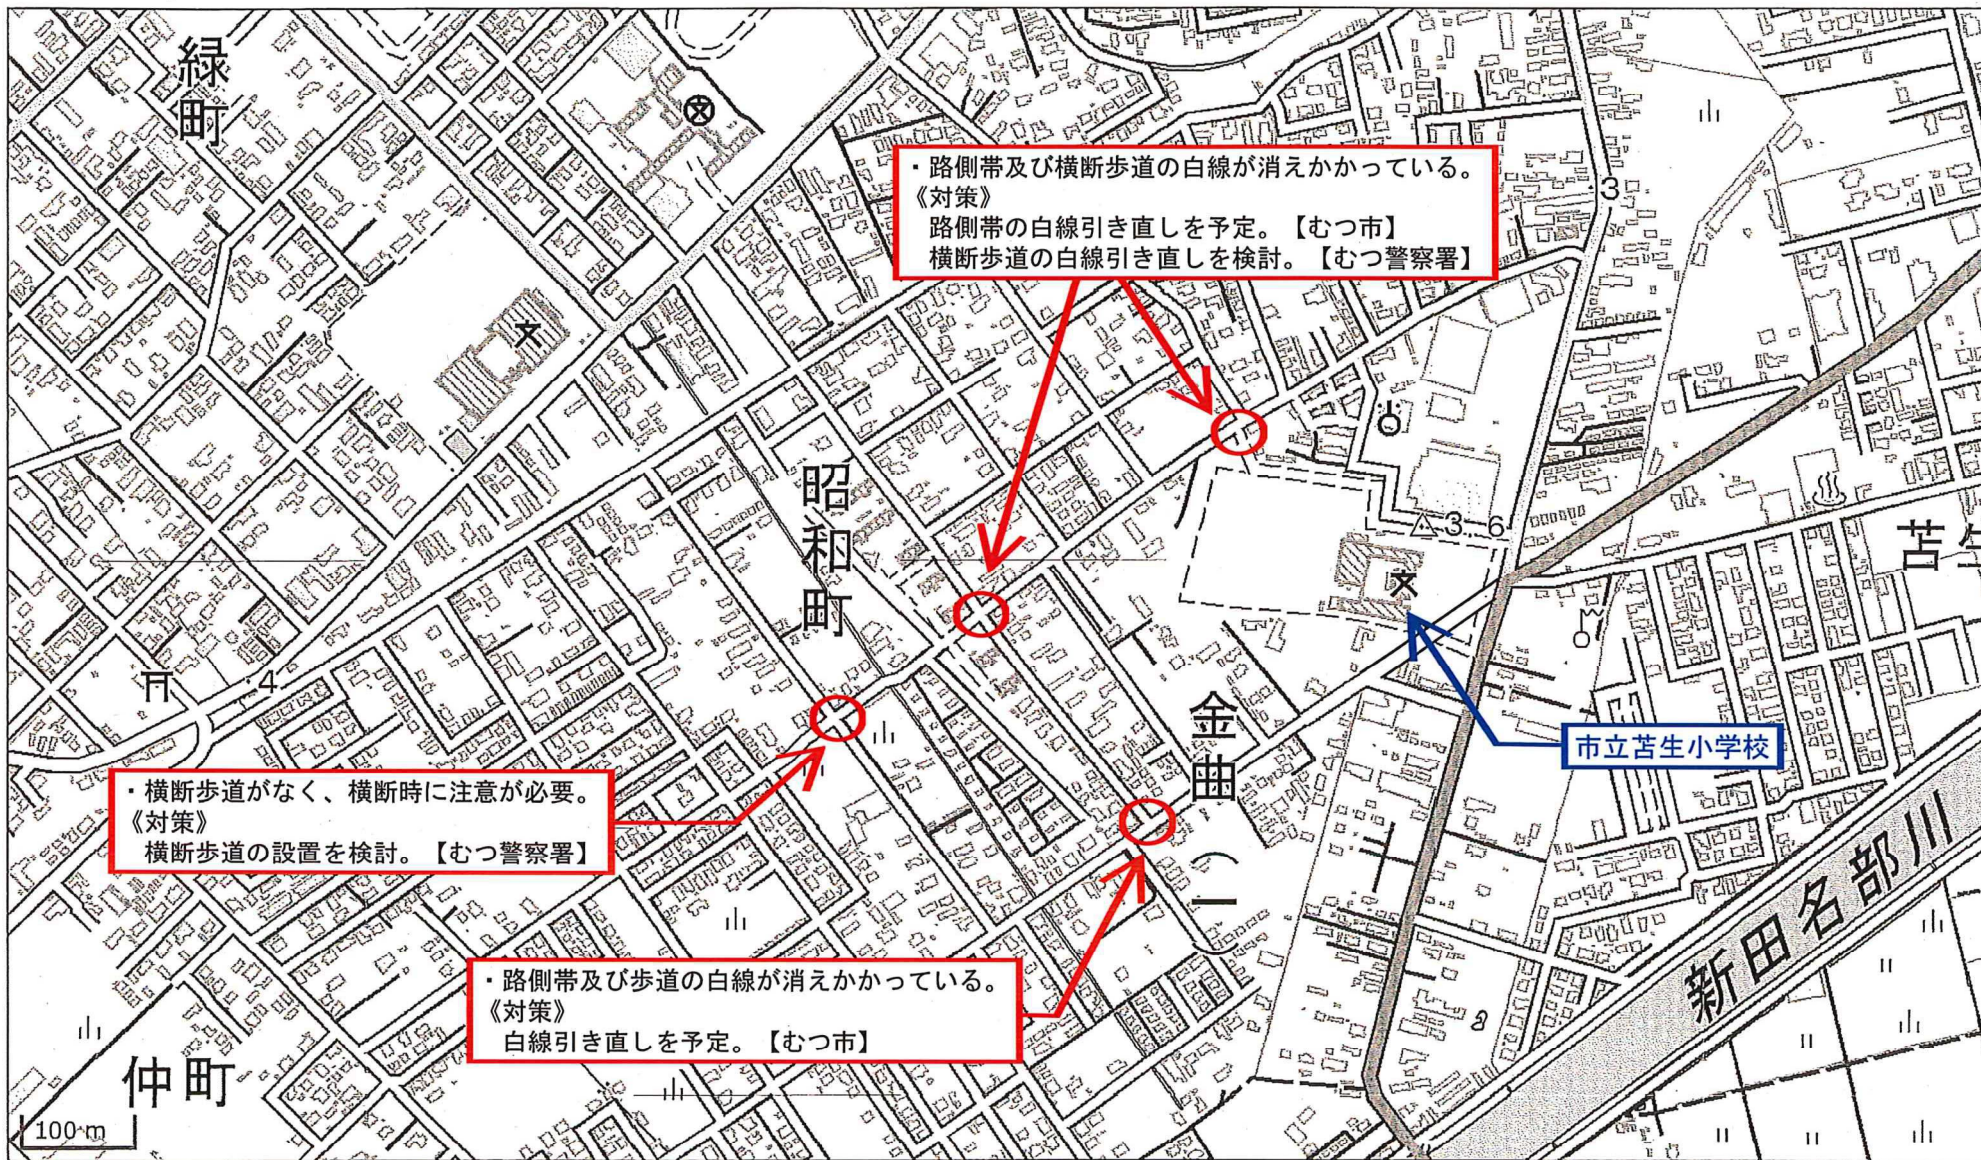 緑町
・路側帯及び横断歩道の白線が消えかかっている。
《対策》
路側帯の白線引き直しを予定。【むつ市】
横断歩道の白線引き直しを検討。【むつ警察署】
3
昭和町
3.6
苫生
金曲(一)
市立苫生小学校
4
・横断歩道がなく、横断時に注意が必要。
《対策》
横断歩道の設置を検討。【むつ警察署】
・路側帯及び歩道の白線が消えかかっている。
《対策》
白線引き直しを予定。【むつ市】
新田名部川
2
仲町
100 m